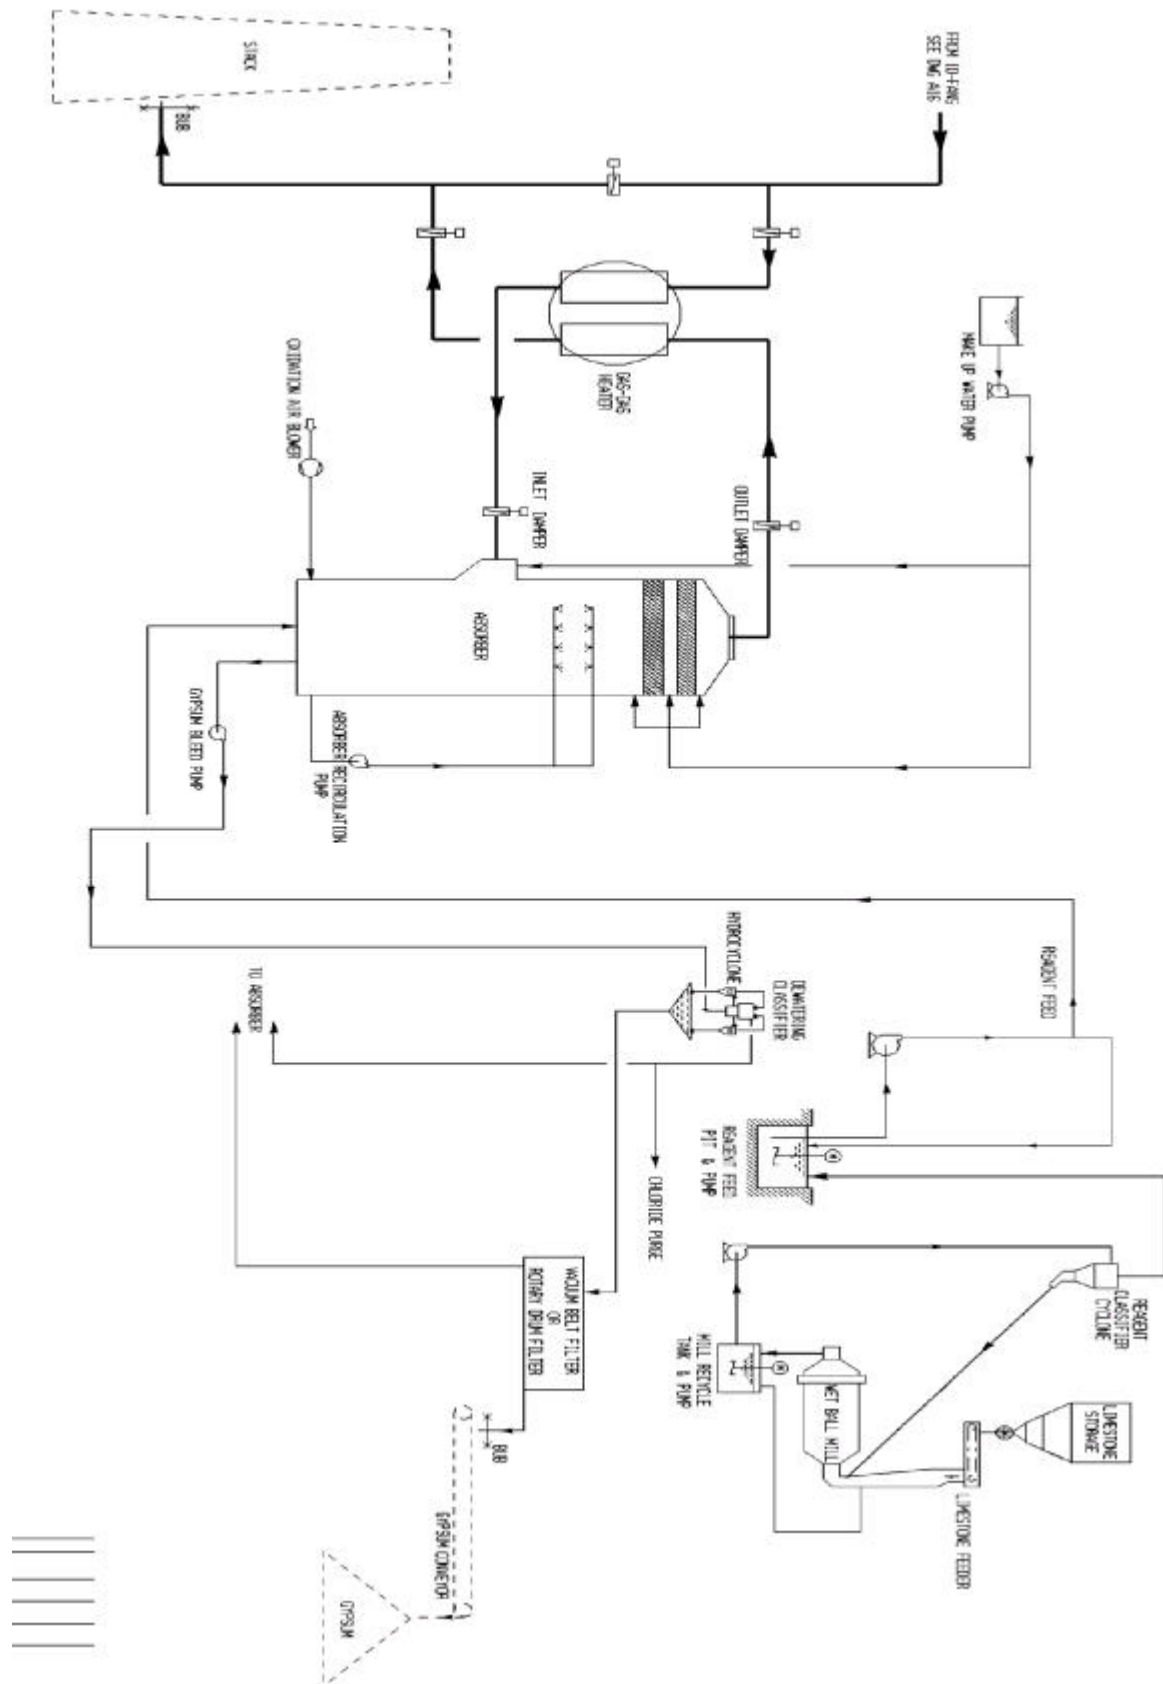 STACK
BUB
FROM ID-FANS
SEE DWG A16
MAKE UP WATER PUMP
GAS-GAS
HEATER
OXIDATION AIR BLOWER
INLET DAMPER
OUTLET DAMPER
ABSORBER
GYPSUM BLEED PUMP
ABSORBER RECIRCULATION
PUMP
HYDROCYCLONE
DEWATERING
CLASSIFIER
TO ABSORBER
REAGENT FEED
REAGENT FEED
PIT & PUMP
CHLORIDE PURGE
VACUUM BELT FILTER
OR
ROTARY DRUM FILTER
REAGENT
CLASSIFIER
CYCLONE
MILL RECYCLE
TANK & PUMP
WET BALL MILL
LIMESTONE
STORAGE
LIMESTONE FEEDER
BUB
GYPSUM CONVEYOR
GYPSUM